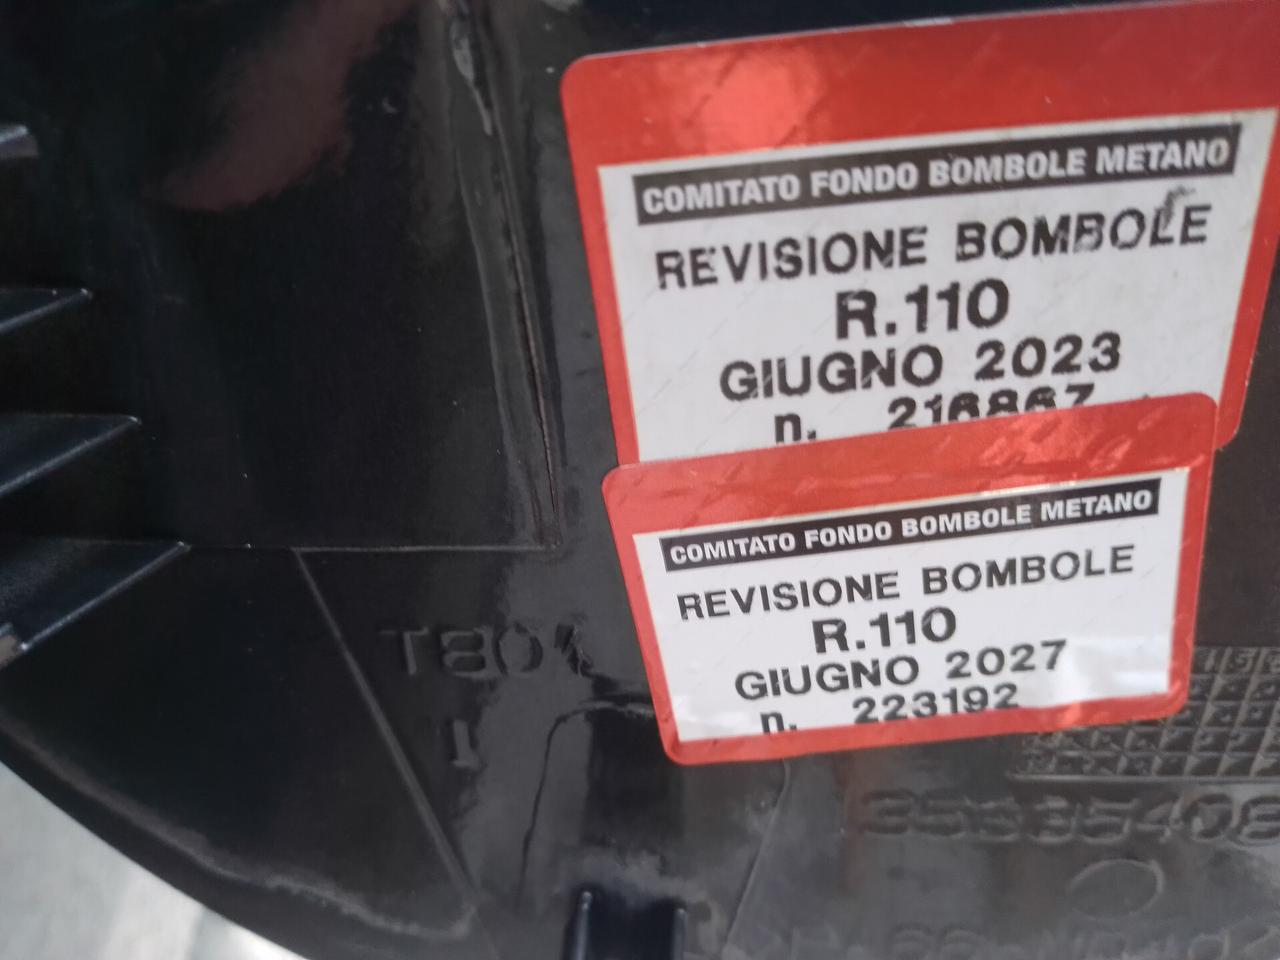 COMITATO FONDO BOMBOLE METANO
REVISIONE BOMBOLE
R.110
GIUGNO 2023
n. 216867
COMITATO FONDO BOMBOLE METANO
REVISIONE BOMBOLE
R.110
GIUGNO 2027
n. 223192